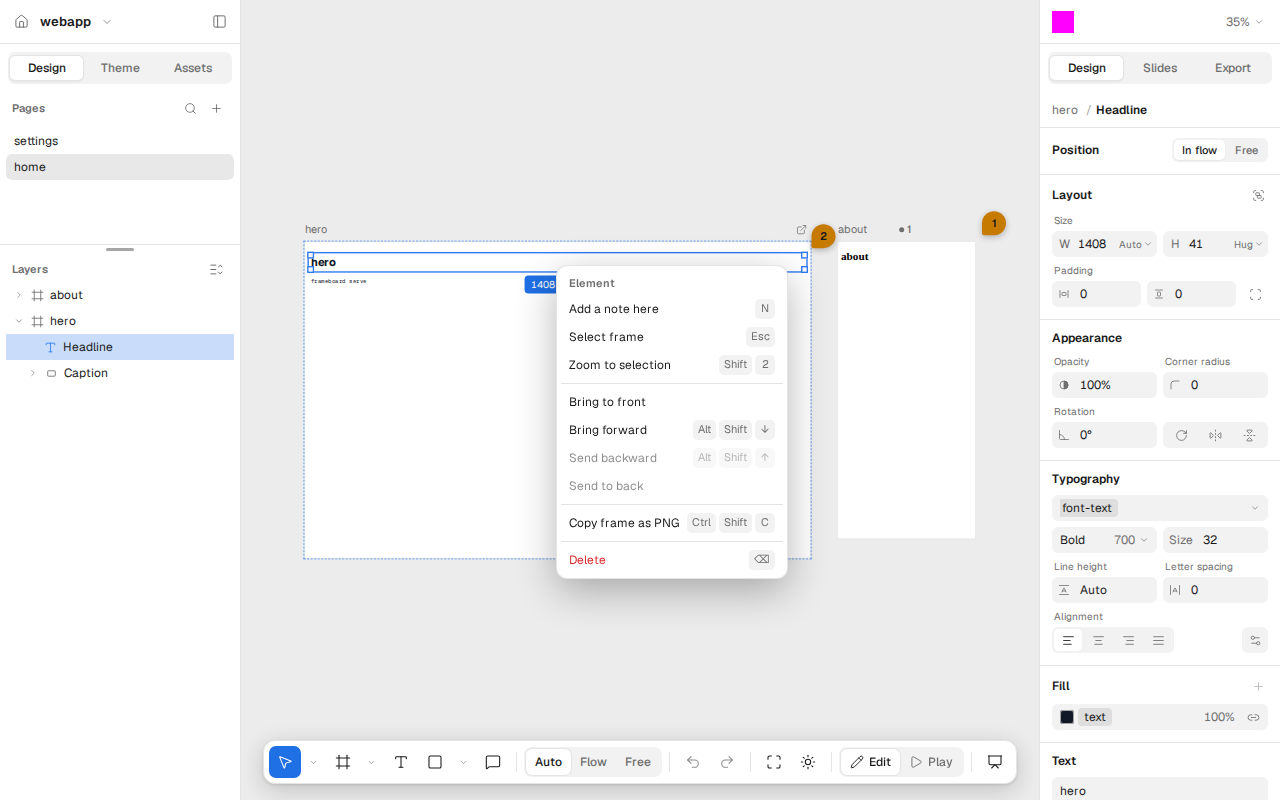 webapp
35%
Design Theme Assets
Design Slides Export
Pages
hero / Headline
settings
home
Position In flow Free
Layout
Size
W 1408 Auto H 41 Hug
Padding
0 0
Layers
about
hero
Headline
Caption
hero
2
about 1
1
hero
frameboard serve
1408
about
Element
Add a note here N
Select frame Esc
Zoom to selection Shift 2
Bring to front
Bring forward Alt Shift ↓
Send backward Alt Shift ↑
Send to back
Copy frame as PNG Ctrl Shift C
Delete ⌫
Appearance
Opacity Corner radius
100% 0
Rotation
0°
Typography
font-text
Bold 700 Size 32
Line height Letter spacing
Auto 0
Alignment
Fill
text 100%
Text
hero
Auto Flow Free Edit Play